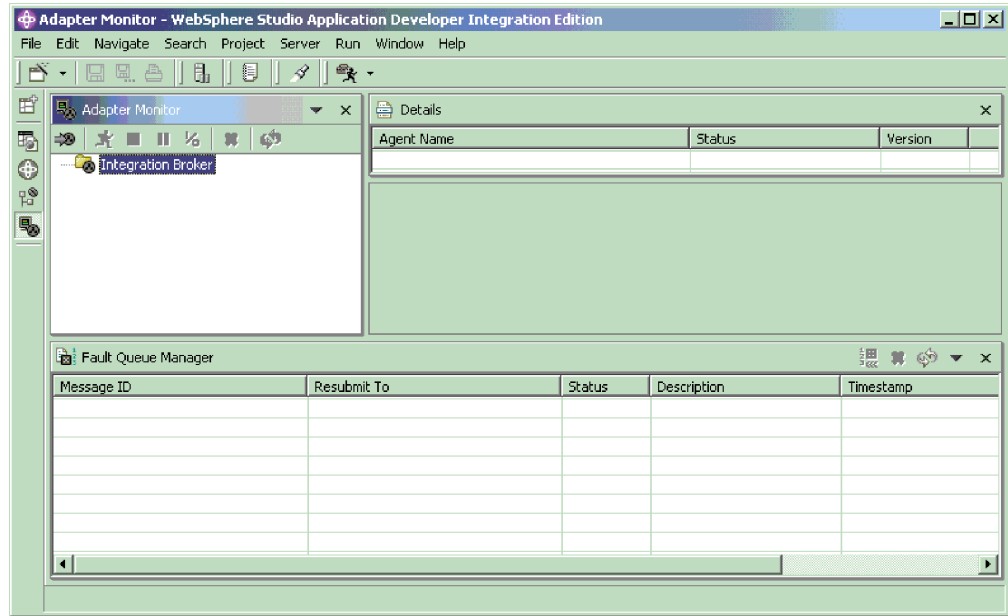 Adapter Monitor - WebSphere Studio Application Developer Integration Edition
File Edit Navigate Search Project Server Run Window Help
Adapter Monitor
Details
Agent Name Status Version
Integration Broker
Fault Queue Manager
Message ID Resubmit To Status Description Timestamp